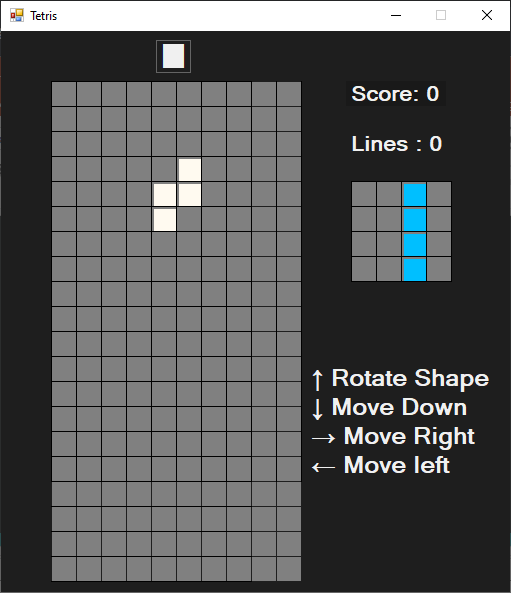 Tetris
Score: 0
Lines : 0
↑ Rotate Shape
↓ Move Down
→ Move Right
← Move left